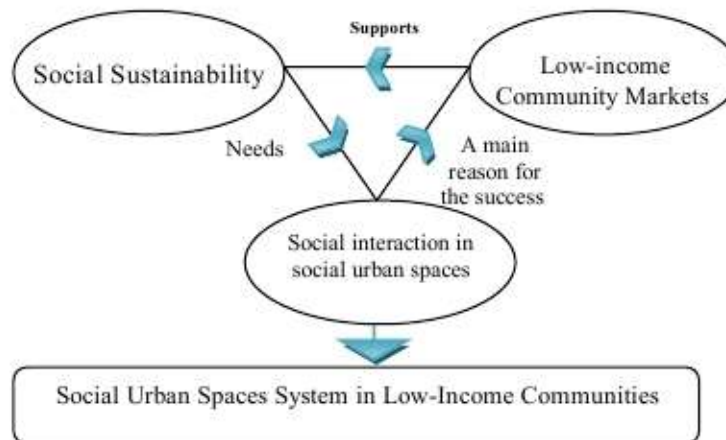 Supports
Social Sustainability
Low-income
Community Markets
Needs
A main
reason for
the success
Social interaction in
social urban spaces
Social Urban Spaces System in Low-Income Communities